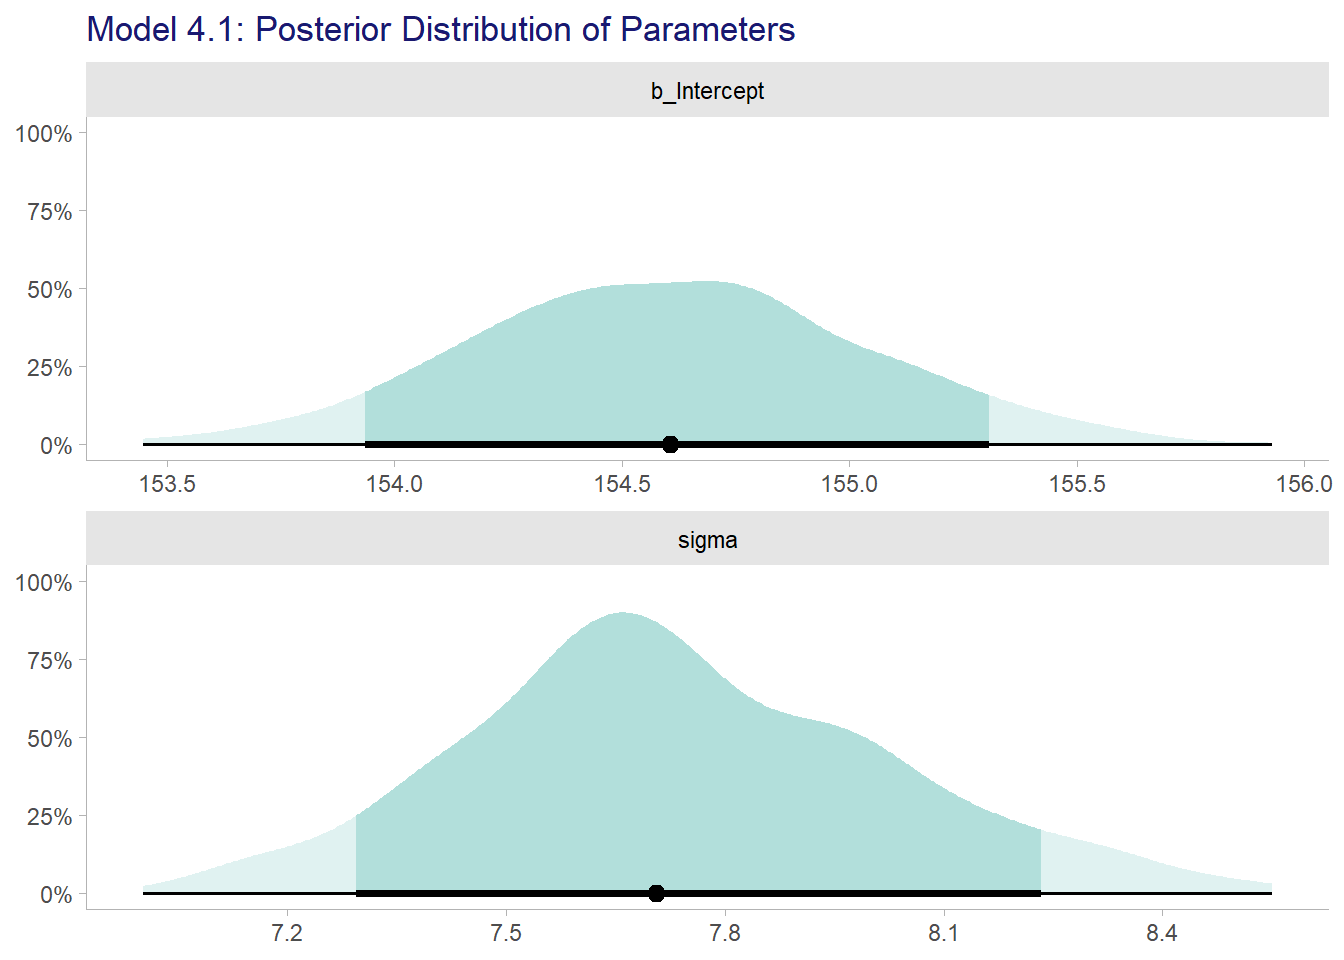 Model 4.1: Posterior Distribution of Parameters
b_Intercept
100%
75%
50%
25%
0%
153.5 154.0 154.5 155.0 155.5 156.0
sigma
100%
75%
50%
25%
0%
7.2 7.5 7.8 8.1 8.4